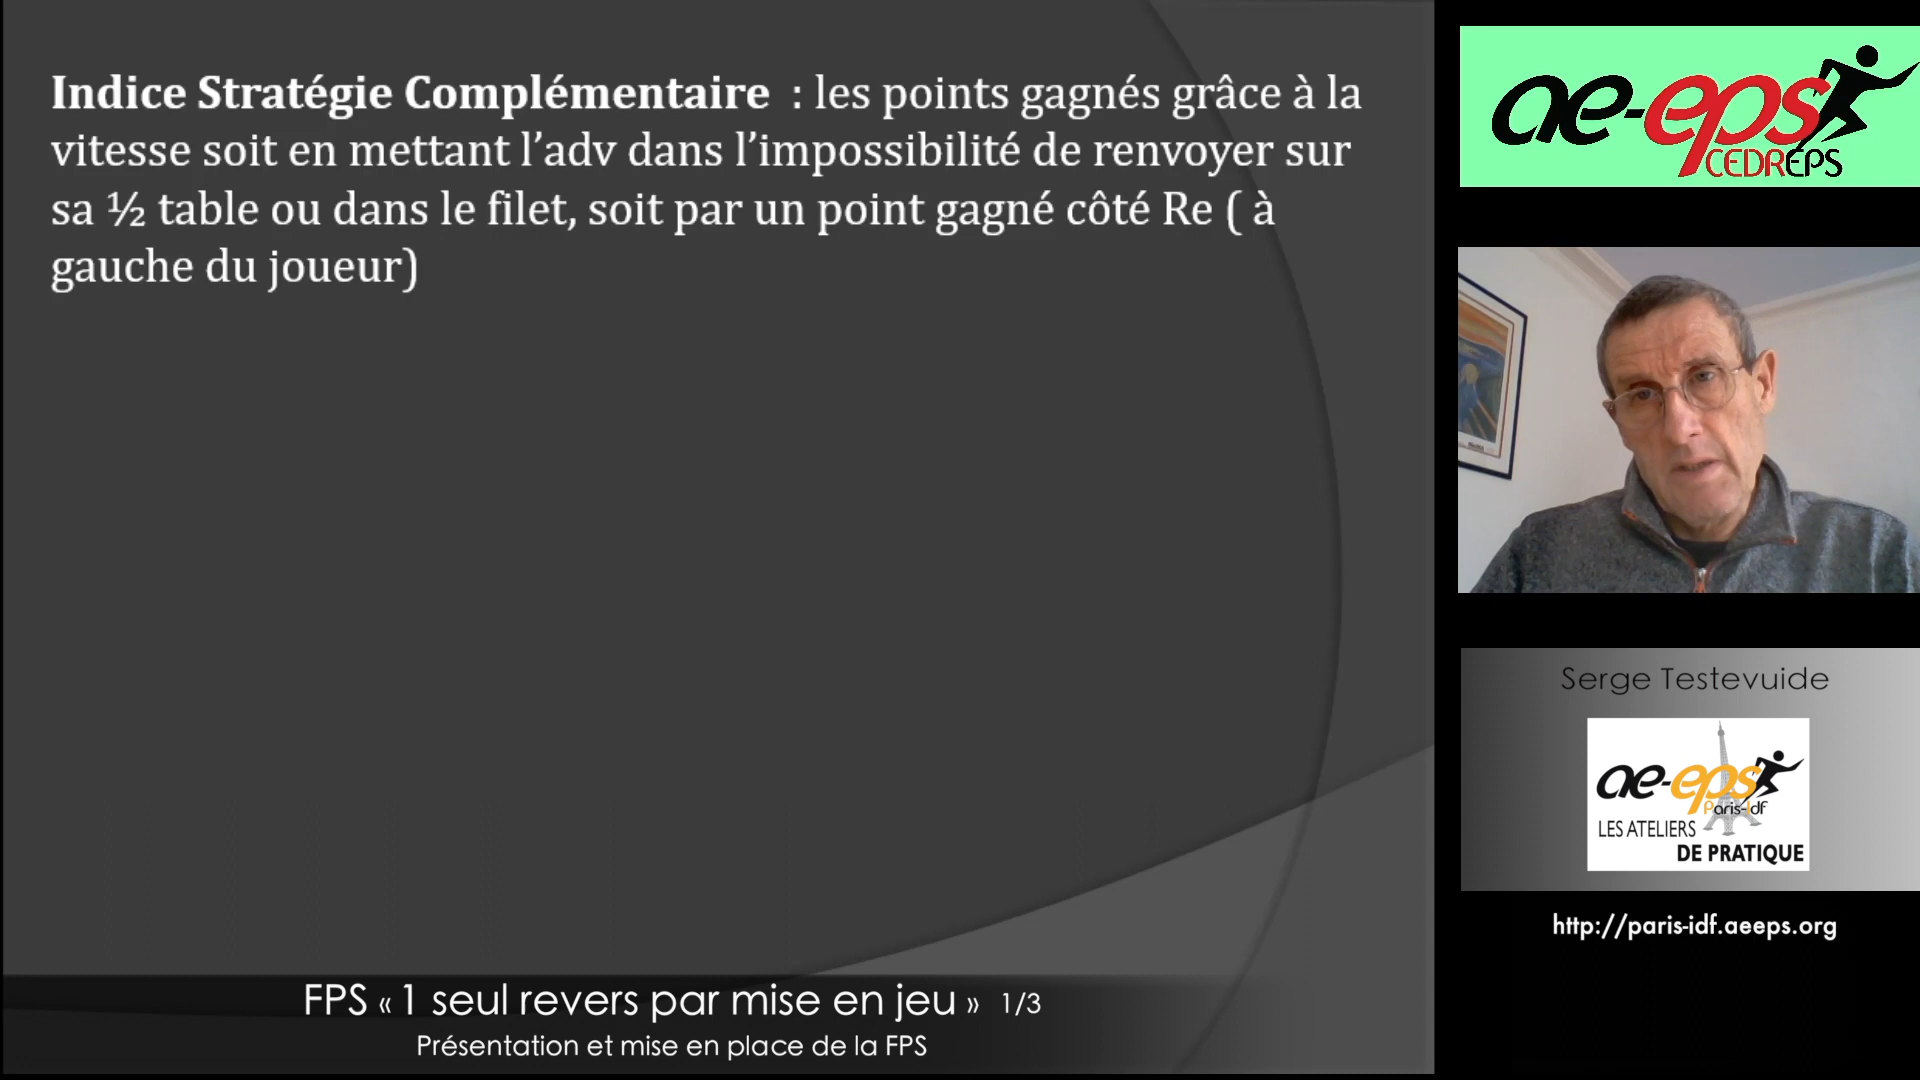 Indice Stratégie Complémentaire : les points gagnés grâce à la
vitesse soit en mettant l’adv dans l’impossibilité de renvoyer sur
sa ½ table ou dans le filet, soit par un point gagné côté Re ( à
gauche du joueur)
FPS « 1 seul revers par mise en jeu » 1/3
Présentation et mise en place de la FPS
ae-eps
CEDREPS
Serge Testevuide
ae-eps
Paris-Idf
LES ATELIERS
DE PRATIQUE
http://paris-idf.aeeps.org